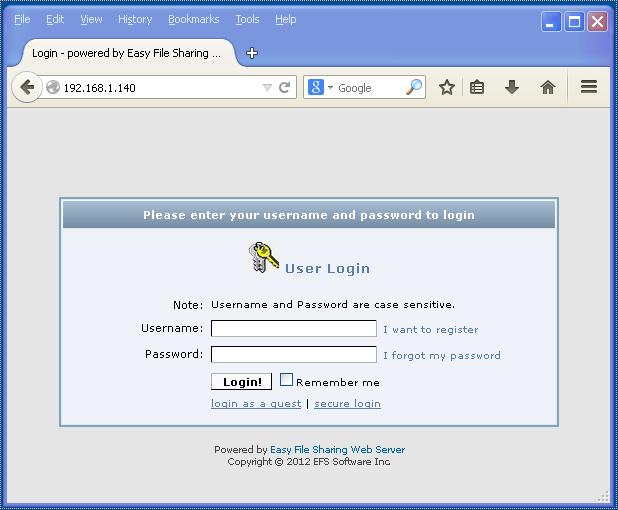 File Edit View History Bookmarks Tools Help
Login - powered by Easy File Sharing ...
192.168.1.140 Google
Please enter your username and password to login
User Login
Note: Username and Password are case sensitive.
Username: I want to register
Password: I forgot my password
Login! Remember me
login as a guest | secure login
Powered by Easy File Sharing Web Server
Copyright © 2012 EFS Software Inc.